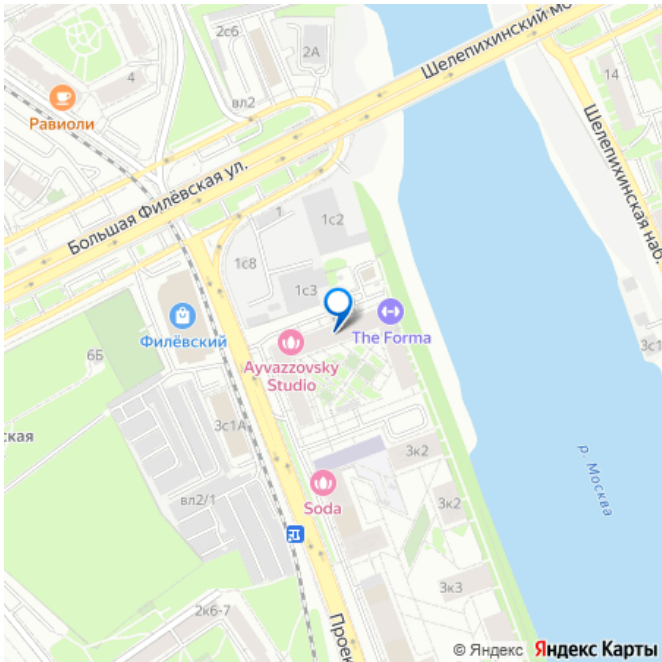 2с6
2А
Шелепихинский мо
4
вл2
14
Равиоли
Шелепихинская наб.
Большая Филёвская ул.
1
1с2
1с8
1с3
Филёвский
The Forma
6Б
Ayvazzovsky
Studio
3с1
3с1А
ская
3к2
р. Москва
вл2/1
Soda
3к2
3к3
2к6-7
Проек
© Яндекс Яндекс Карты